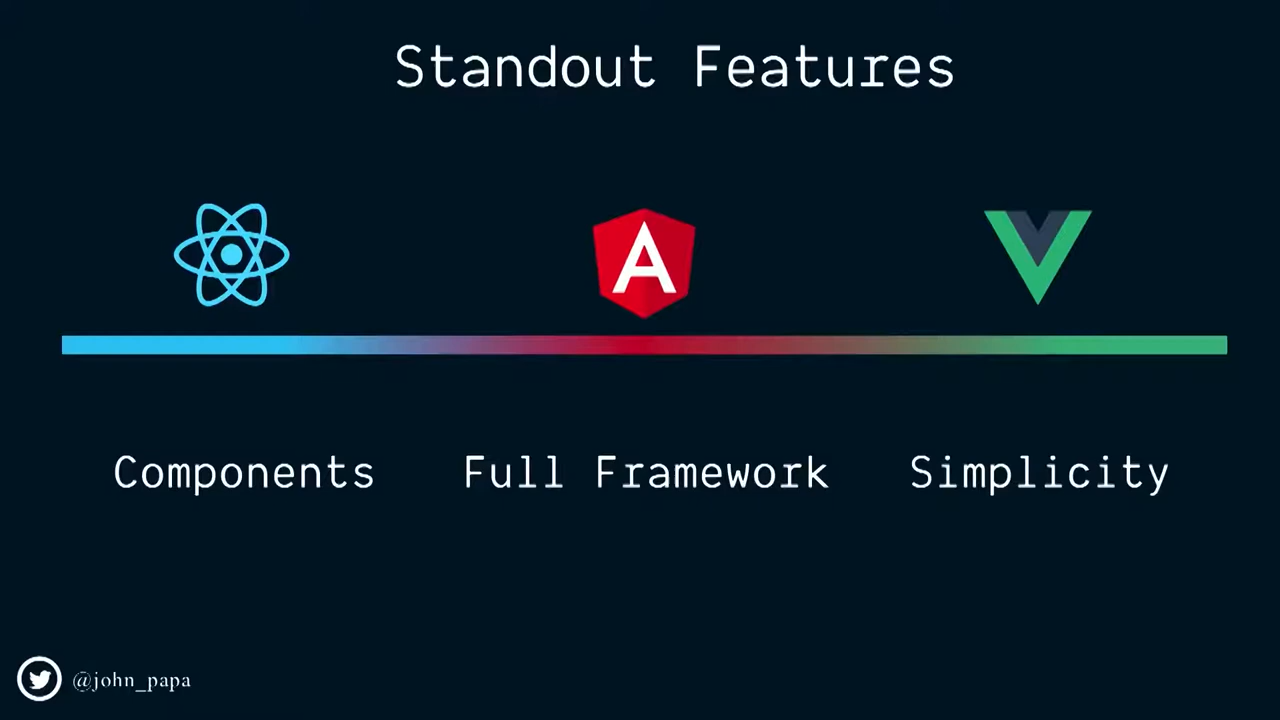 Standout Features
A
Components Full Framework Simplicity
@john_papa